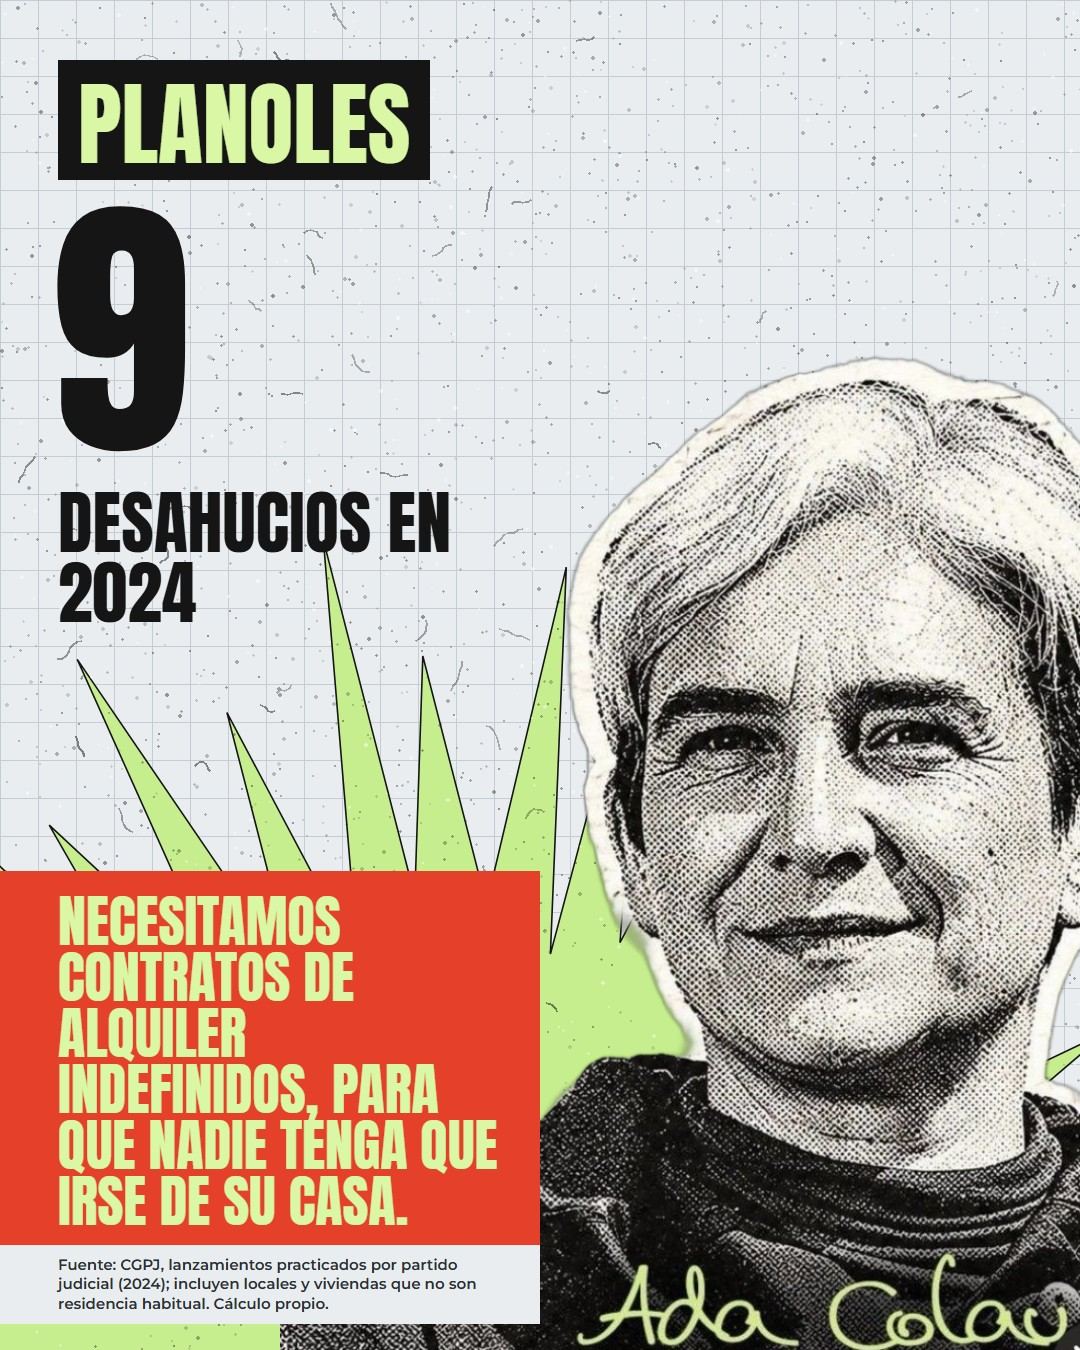 PLANOLES
9
DESAHUCIOS EN
2024
NECESITAMOS
CONTRATOS DE
ALQUILER
INDEFINIDOS, PARA
QUE NADIE TENGA QUE
IRSE DE SU CASA.
Fuente: CGPJ, lanzamientos practicados por partido
judicial (2024); incluyen locales y viviendas que no son
residencia habitual. Cálculo propio.
Ada Colau